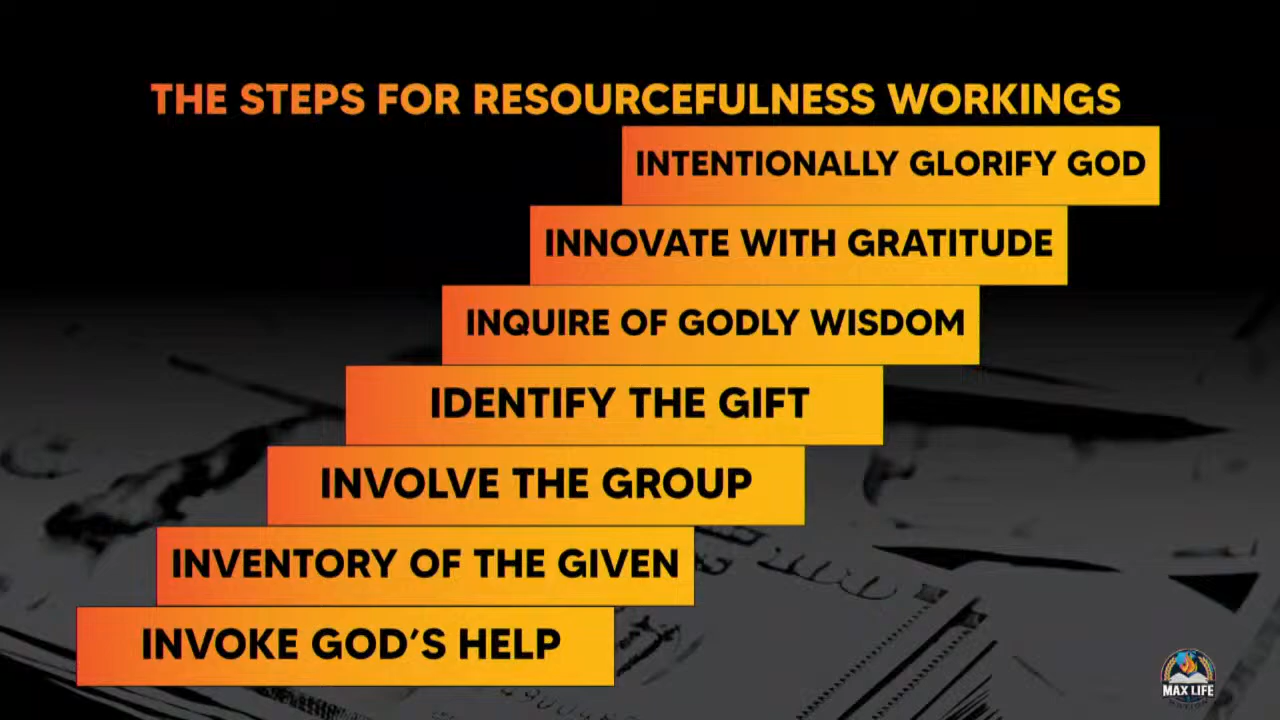 THE STEPS FOR RESOURCEFULNESS WORKINGS
INTENTIONALLY GLORIFY GOD
INNOVATE WITH GRATITUDE
INQUIRE OF GODLY WISDOM
IDENTIFY THE GIFT
INVOLVE THE GROUP
INVENTORY OF THE GIVEN
INVOKE GOD'S HELP
MAX LIFE